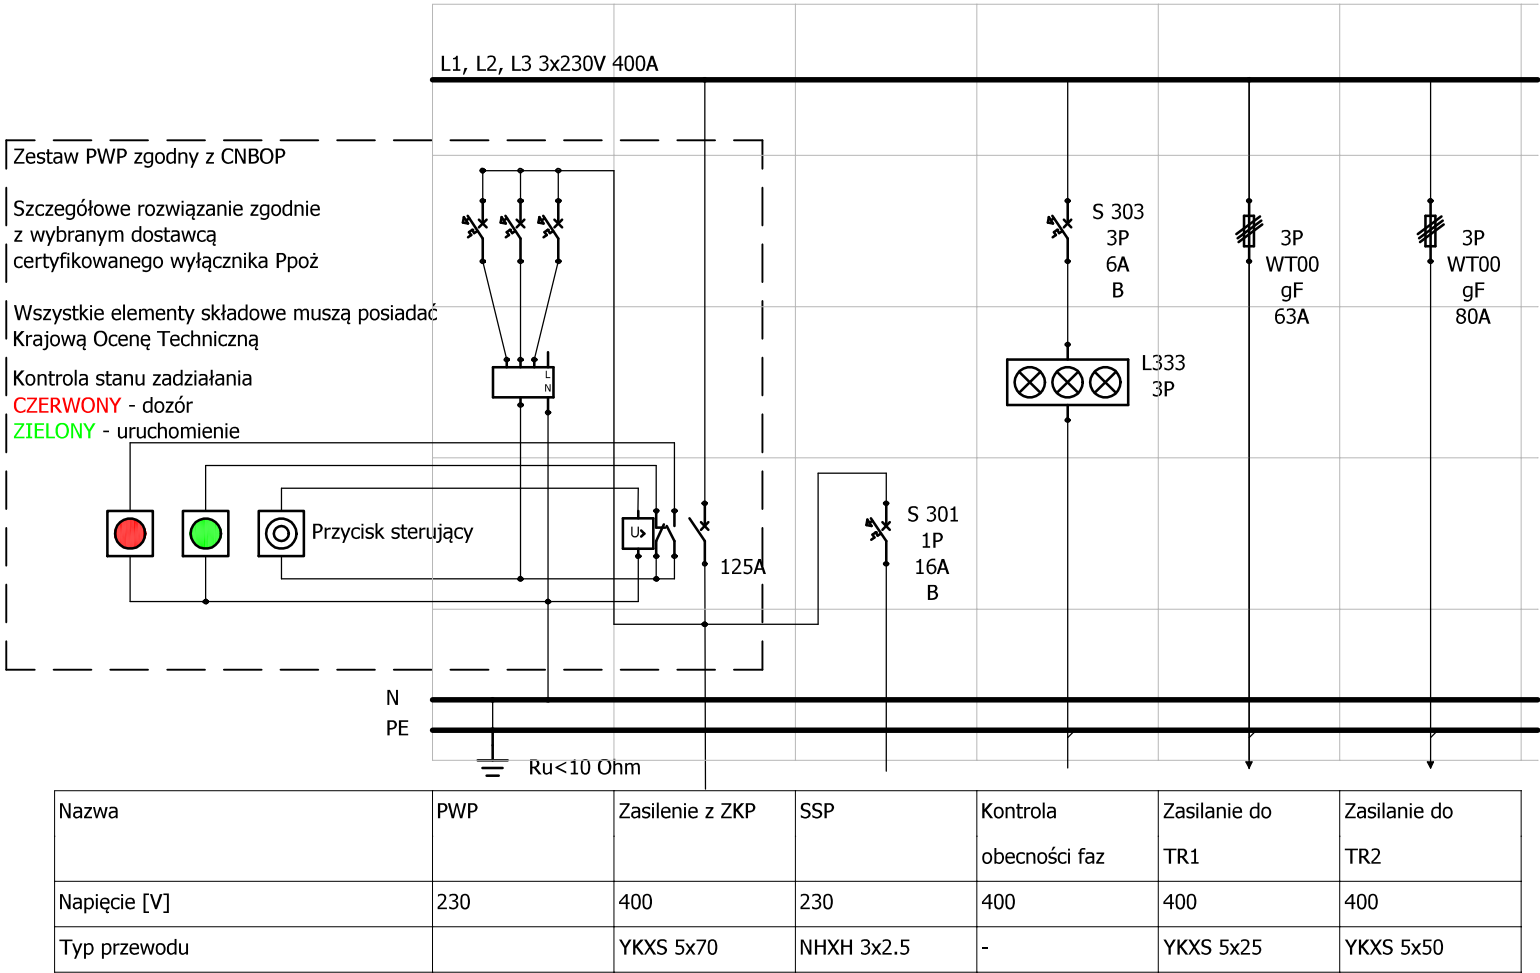 L1, L2, L3 3x230V 400A
Zestaw PWP zgodny z CNBOP
Szczegółowe rozwiązanie zgodnie
z wybranym dostawcą
certyfikowanego wyłącznika Ppoż
Wszystkie elementy składowe muszą posiadać
Krajową Ocenę Techniczną
Kontrola stanu zadziałania
CZERWONY - dozór
ZIELONY - uruchomienie
L
N
Przycisk sterujący
U>
125A
S 301
1P
16A
B
S 303
3P
6A
B
L333
3P
3P
WT00
gF
63A
3P
WT00
gF
80A
N
PE
Ru<10 Ohm
Nazwa PWP Zasilenie z ZKP SSP Kontrola Zasilanie do Zasilanie do
obecności faz TR1 TR2
Napięcie [V] 230 400 230 400 400 400
Typ przewodu YKXS 5x70 NHXH 3x2.5 - YKXS 5x25 YKXS 5x50